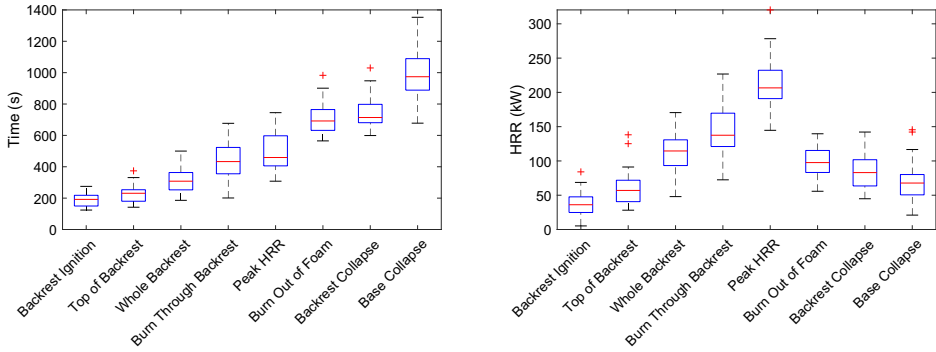 1400
1200
1000
800
600
400
200
0
Time (s)
Backrest Ignition
Top of Backrest
Whole Backrest
Burn Through Backrest
Peak HRR
Burn Out of Foam
Backrest Collapse
Base Collapse
300
250
200
150
100
50
0
HRR (kW)
Backrest Ignition
Top of Backrest
Whole Backrest
Burn Through Backrest
Peak HRR
Burn Out of Foam
Backrest Collapse
Base Collapse